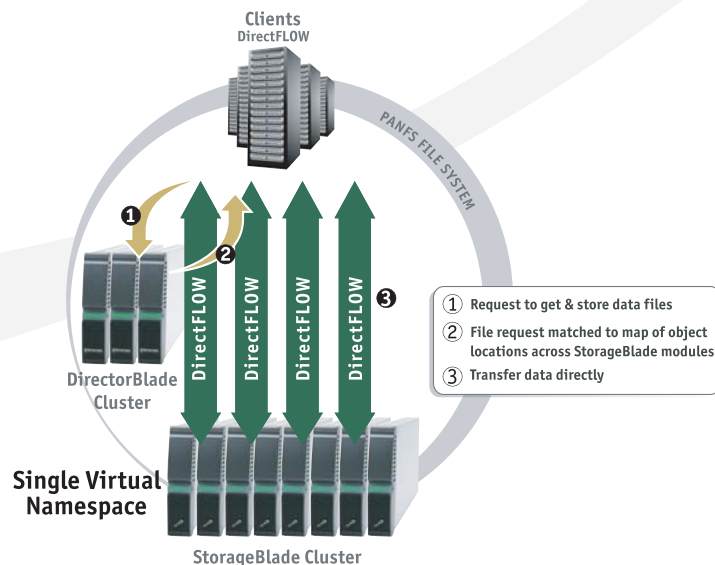 Clients
DirectFLOW
PANFS FILE SYSTEM
1
2
3
DirectFLOW
DirectFLOW
DirectFLOW
DirectFLOW
1 Request to get & store data files
2 File request matched to map of object
locations across StorageBlade modules
3 Transfer data directly
DirectorBlade
Cluster
Single Virtual
Namespace
StorageBlade Cluster